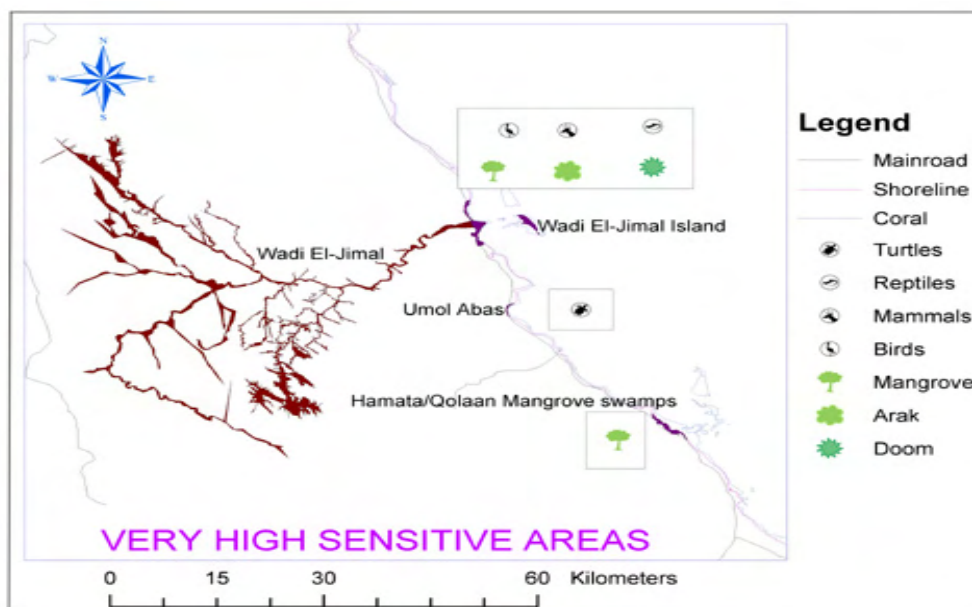 N
W E
S
Legend
Mainroad
Shoreline
Coral
Turtles
Reptiles
Mammals
Birds
Mangrove
Arak
Doom
Wadi El-Jimal Island
Wadi El-Jimal
Umol Abas
Hamata/Qolaan Mangrove swamps
VERY HIGH SENSITIVE AREAS
0 15 30 60 Kilometers